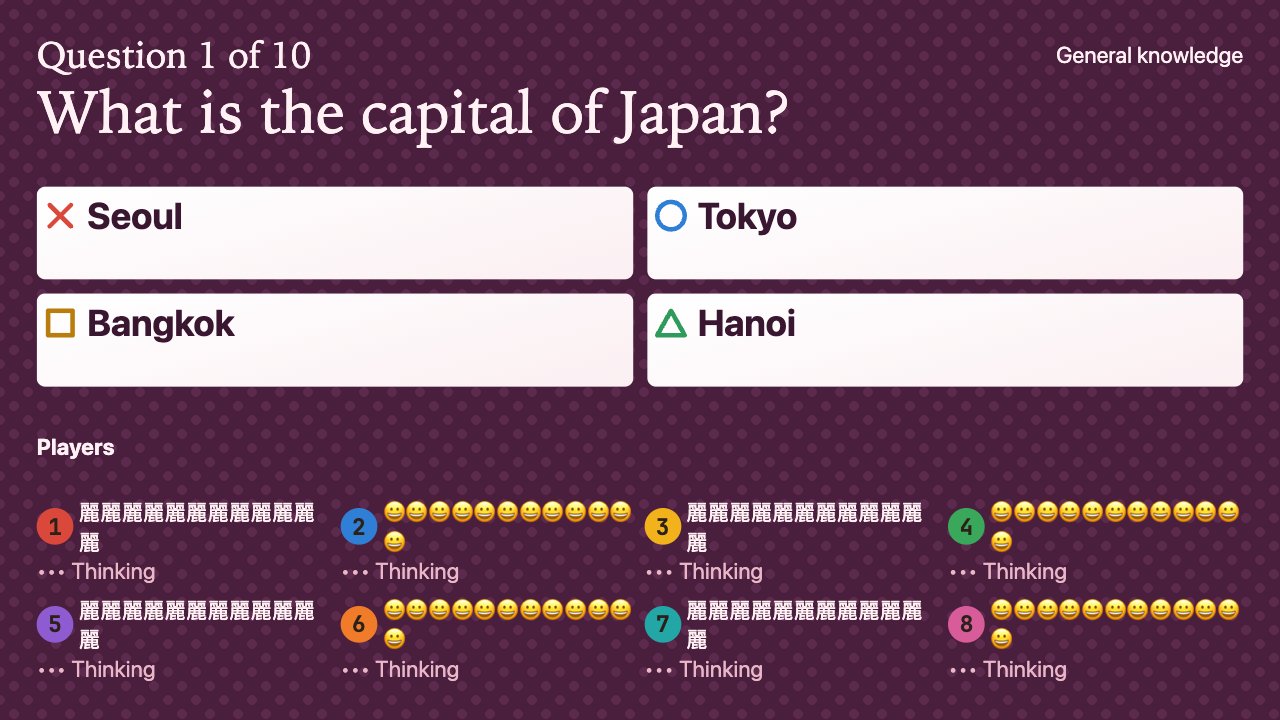 Question 1 of 10
General knowledge
What is the capital of Japan?
Seoul
Tokyo
Bangkok
Hanoi
Players
1 麗麗麗麗麗麗麗麗麗麗麗
麗
••• Thinking
2 😀😀😀😀😀😀😀😀😀😀😀
😀
••• Thinking
3 麗麗麗麗麗麗麗麗麗麗麗
麗
••• Thinking
4 😀😀😀😀😀😀😀😀😀😀😀
😀
••• Thinking
5 麗麗麗麗麗麗麗麗麗麗麗
麗
••• Thinking
6 😀😀😀😀😀😀😀😀😀😀😀
😀
••• Thinking
7 麗麗麗麗麗麗麗麗麗麗麗
麗
••• Thinking
8 😀😀😀😀😀😀😀😀😀😀😀
😀
••• Thinking